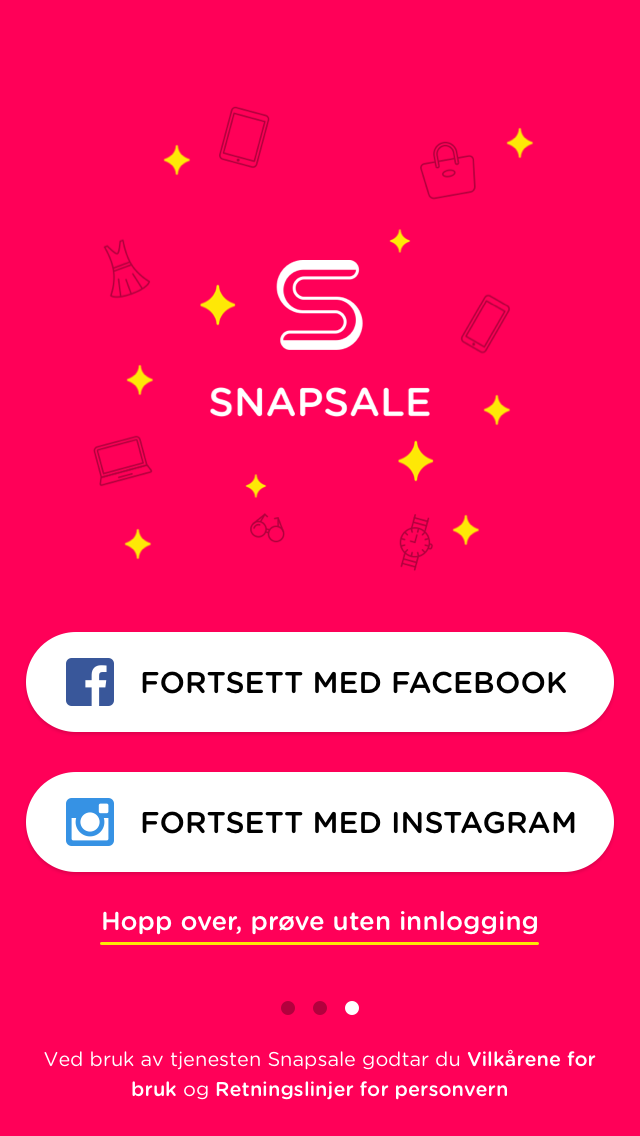 SNAPSALE
FORTSETT MED FACEBOOK
FORTSETT MED INSTAGRAM
Hopp over, prøve uten innlogging
Ved bruk av tjenesten Snapsale godtar du Vilkårene for
bruk og Retningslinjer for personvern